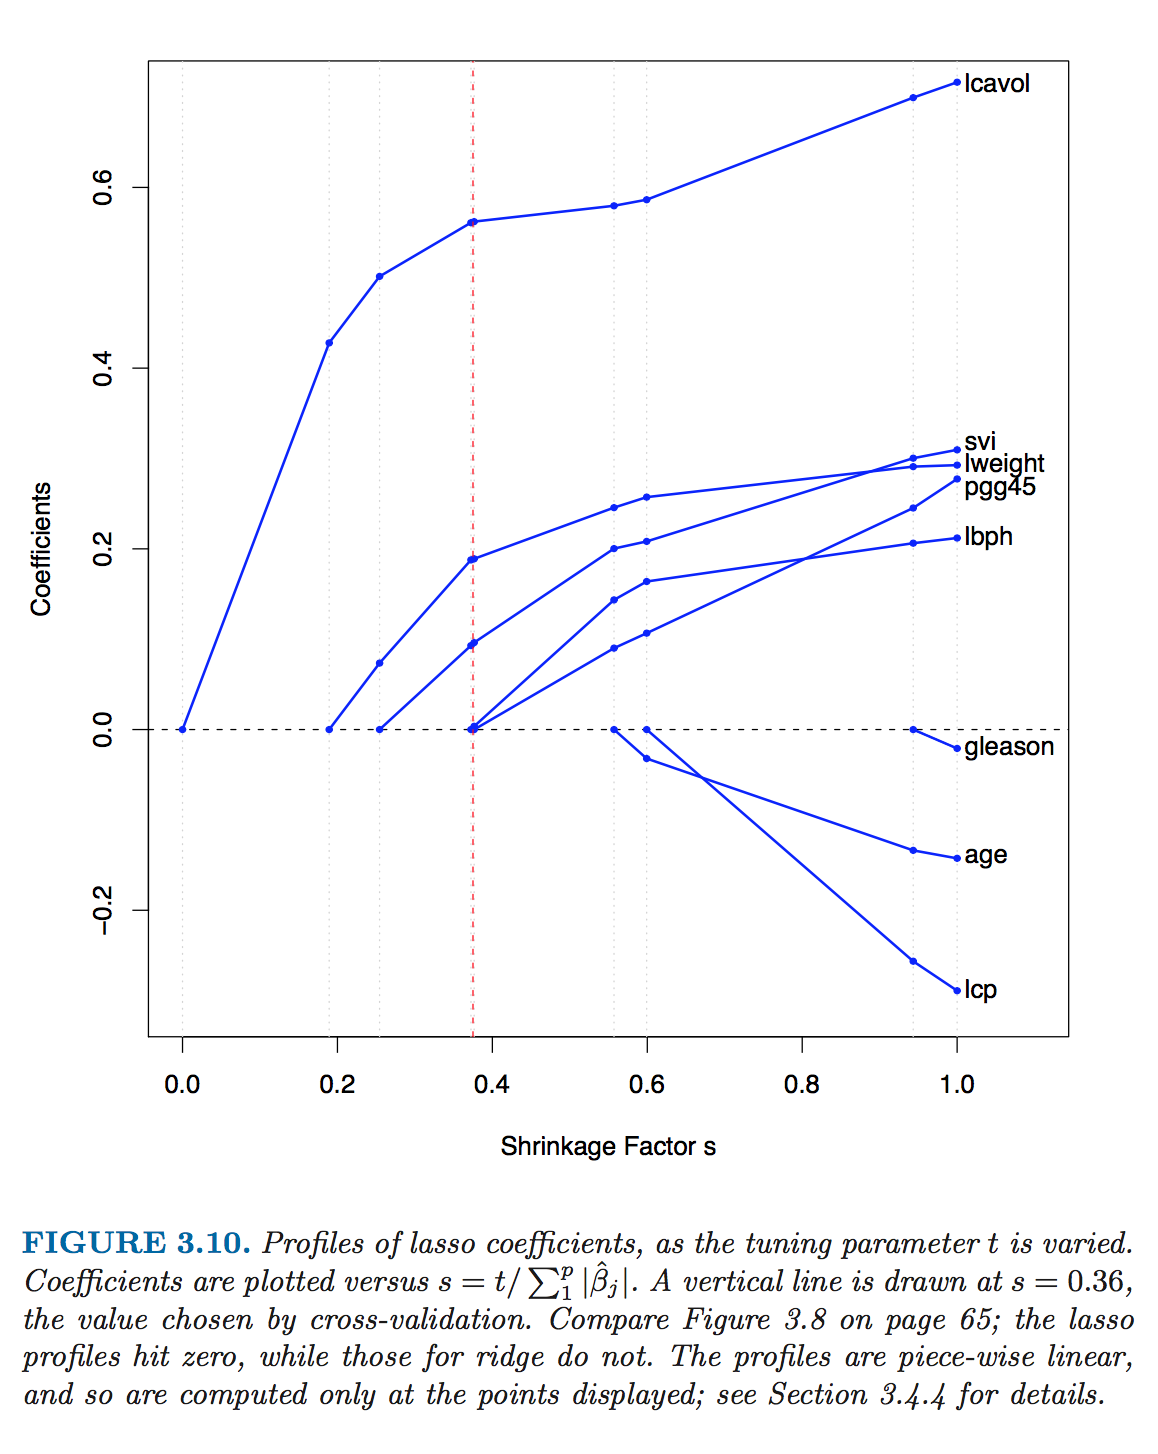 lcavol
0.6
0.4
svi
lweight
pgg45
lbph
0.2
Coefficients
0.0
gleason
age
−0.2
lcp
0.0 0.2 0.4 0.6 0.8 1.0
Shrinkage Factor s
FIGURE 3.10. Profiles of lasso coefficients, as the tuning parameter t is varied.
Coefficients are plotted versus s = t/∑₁ᵖ |β̂ⱼ|. A vertical line is drawn at s = 0.36,
the value chosen by cross-validation. Compare Figure 3.8 on page 65; the lasso
profiles hit zero, while those for ridge do not. The profiles are piece-wise linear,
and so are computed only at the points displayed; see Section 3.4.4 for details.